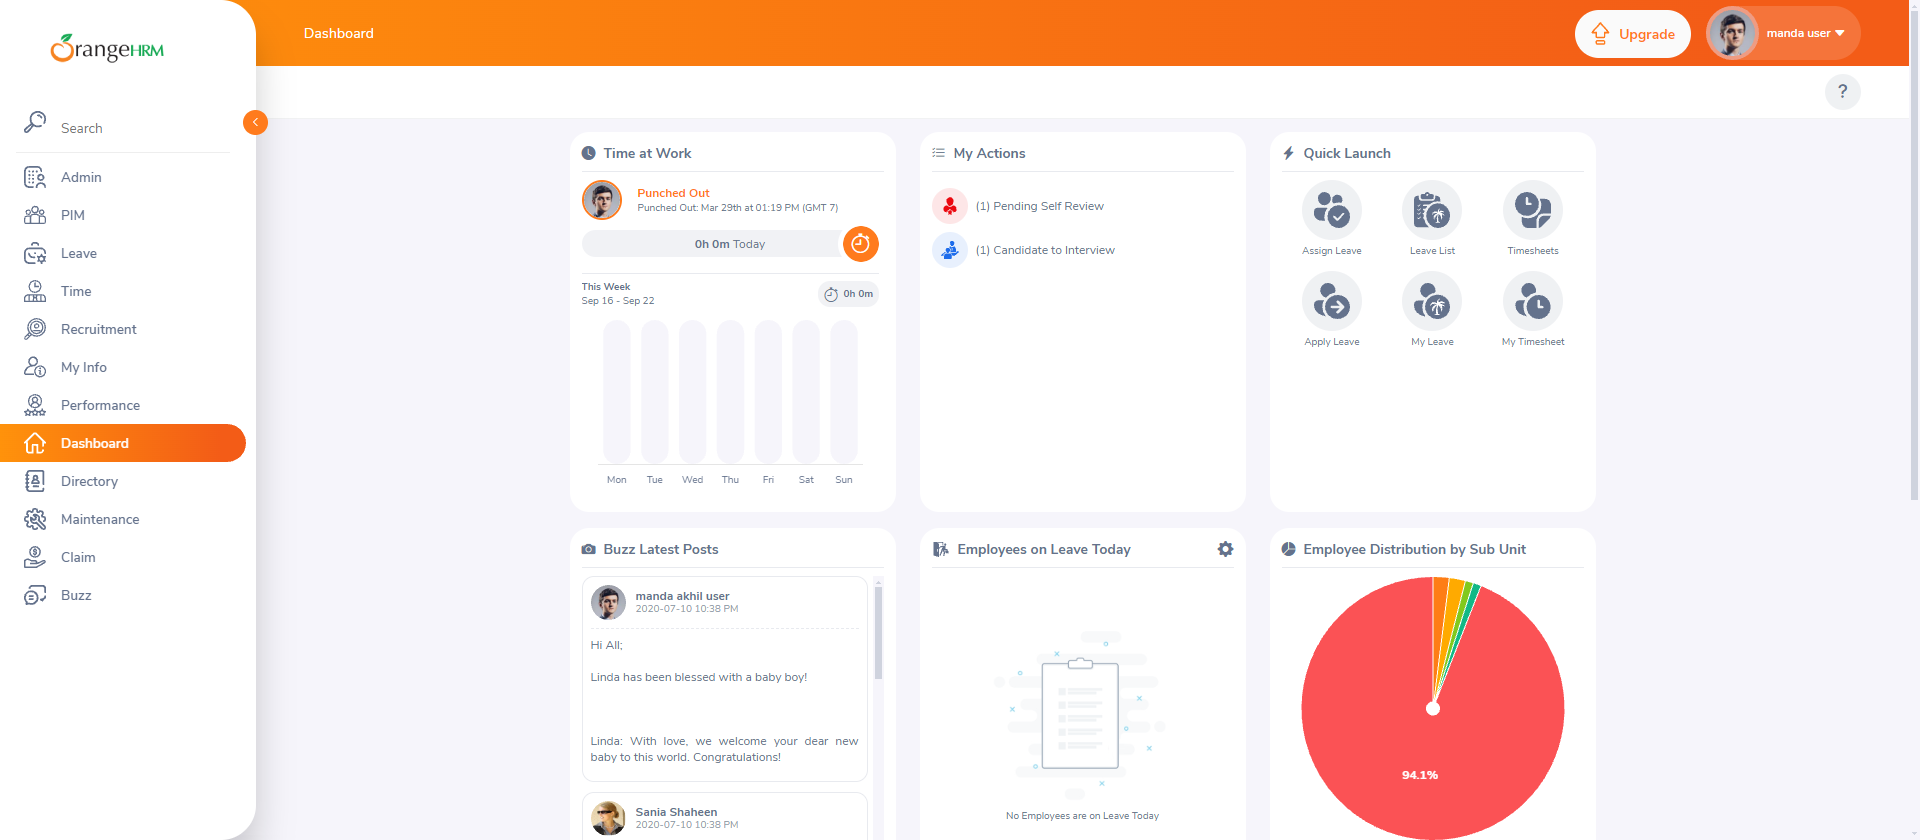 OrangeHRM
Dashboard
Upgrade
manda user
?
Search
Admin
PIM
Leave
Time
Recruitment
My Info
Performance
Dashboard
Directory
Maintenance
Claim
Buzz
Time at Work
Punched Out
Punched Out: Mar 29th at 01:19 PM (GMT 7)
0h 0m Today
This Week
Sep 16 - Sep 22
0h 0m
Mon Tue Wed Thu Fri Sat Sun
My Actions
(1) Pending Self Review
(1) Candidate to Interview
Quick Launch
Assign Leave
Leave List
Timesheets
Apply Leave
My Leave
My Timesheet
Buzz Latest Posts
manda akhil user
2020-07-10 10:38 PM
Hi All;
Linda has been blessed with a baby boy!
Linda: With love, we welcome your dear new
baby to this world. Congratulations!
Sania Shaheen
2020-07-10 10:38 PM
Employees on Leave Today
No Employees are on Leave Today
Employee Distribution by Sub Unit
94.1%